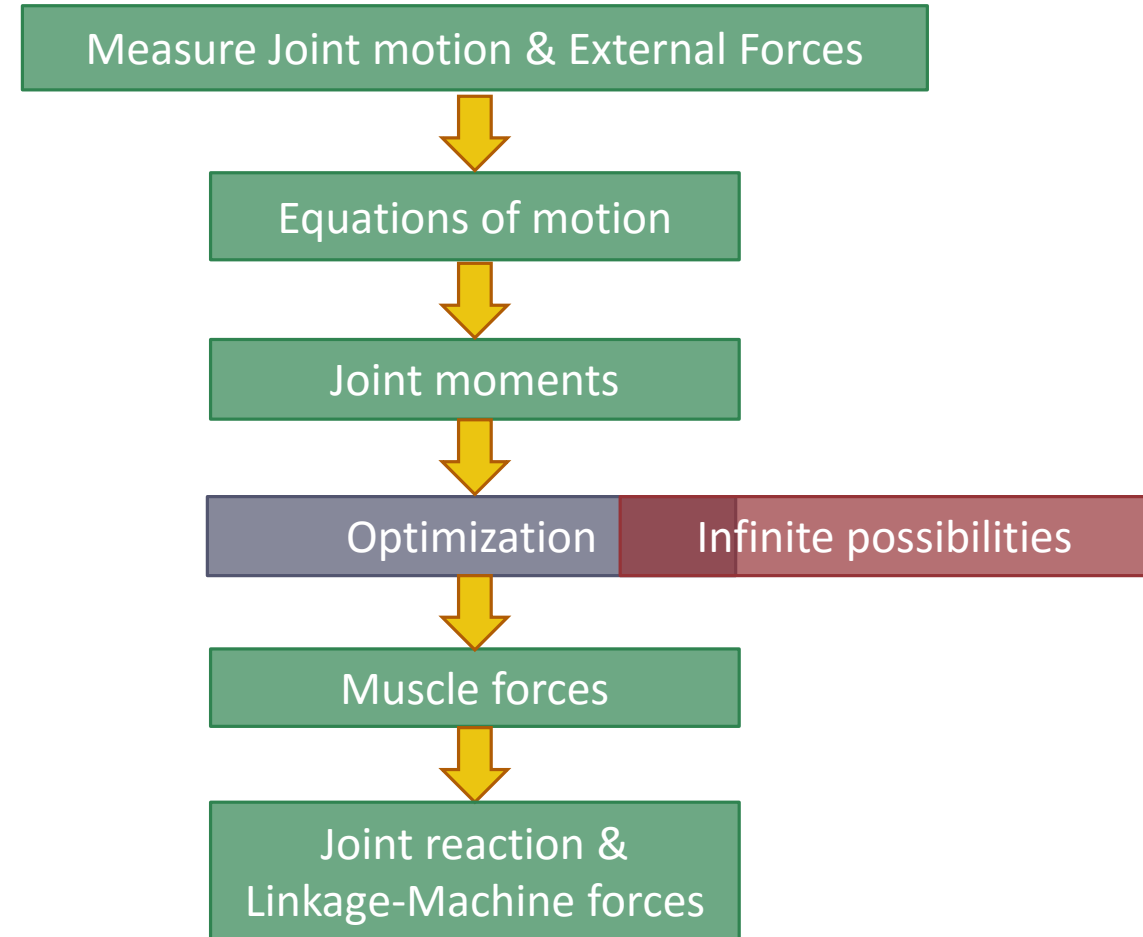 Measure Joint motion & External Forces
Equations of motion
Joint moments
Optimization
Infinite possibilities
Muscle forces
Joint reaction &
Linkage-Machine forces